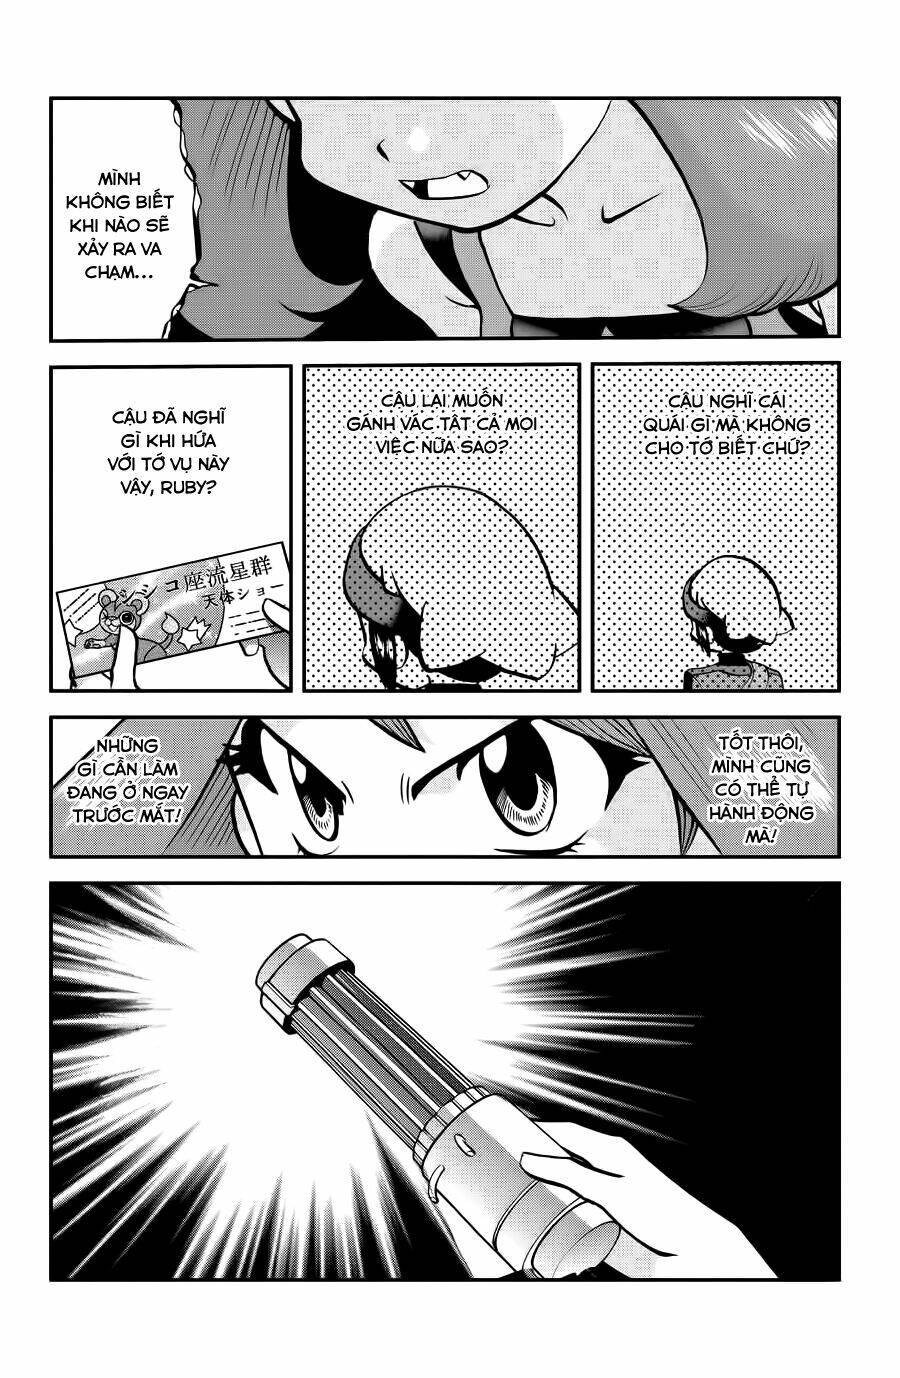 MÌNH
KHÔNG BIẾT
KHI NÀO SẼ
XẢY RA VA
CHẠM...
CẬU NGHĨ CÁI
QUÁI GÌ MÀ KHÔNG
CHO TỚ BIẾT CHỨ?
CẬU LẠI MUỐN
GÁNH VÁC TÂT CẢ MỌI
VIỆC NỮA SAO?
CẬU ĐÃ NGHĨ
GÌ KHI HỨA
VỚI TỚ VỤ NÀY
VẬY, RUBY?
シシコ座流星群
天体ショー
TỐT THÔI,
MÌNH CŨNG
CÓ THỂ TỰ
HÀNH ĐỘNG
MÀ!
NHỮNG
GÌ CẦN LÀM
ĐANG Ở NGAY
TRƯỚC MẮT!